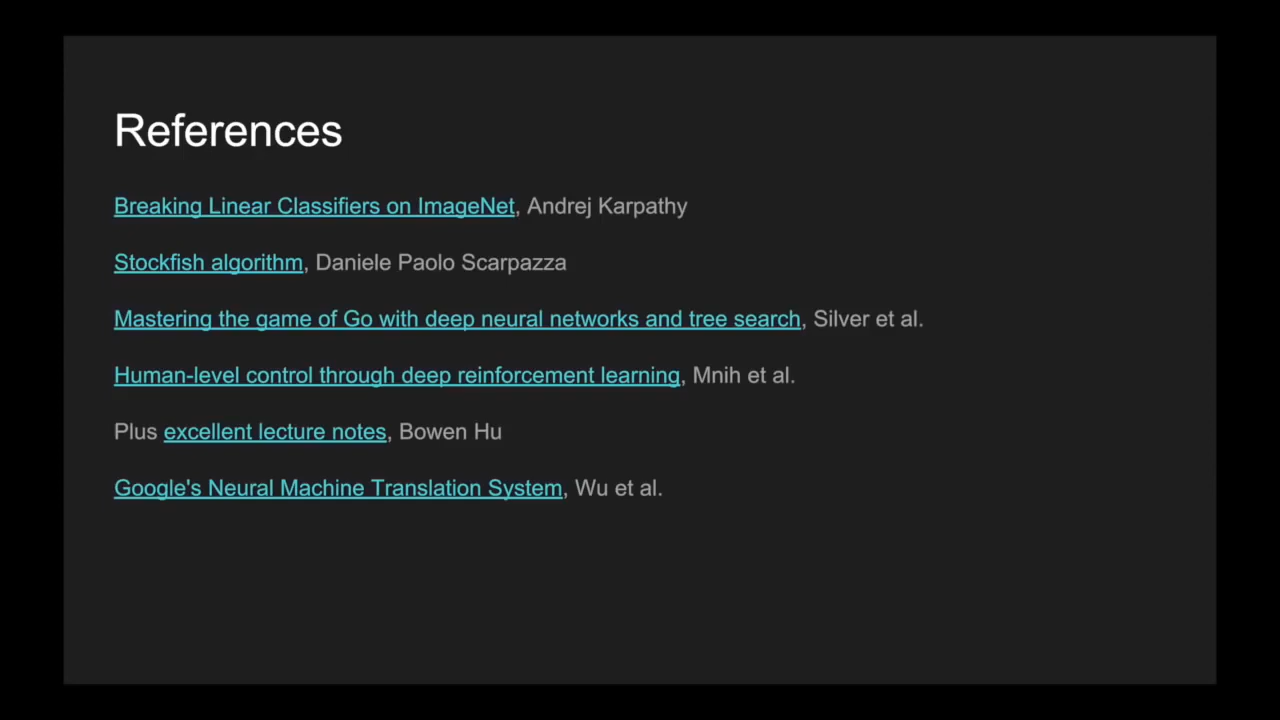 References
Breaking Linear Classifiers on ImageNet, Andrej Karpathy
Stockfish algorithm, Daniele Paolo Scarpazza
Mastering the game of Go with deep neural networks and tree search, Silver et al.
Human-level control through deep reinforcement learning, Mnih et al.
Plus excellent lecture notes, Bowen Hu
Google's Neural Machine Translation System, Wu et al.